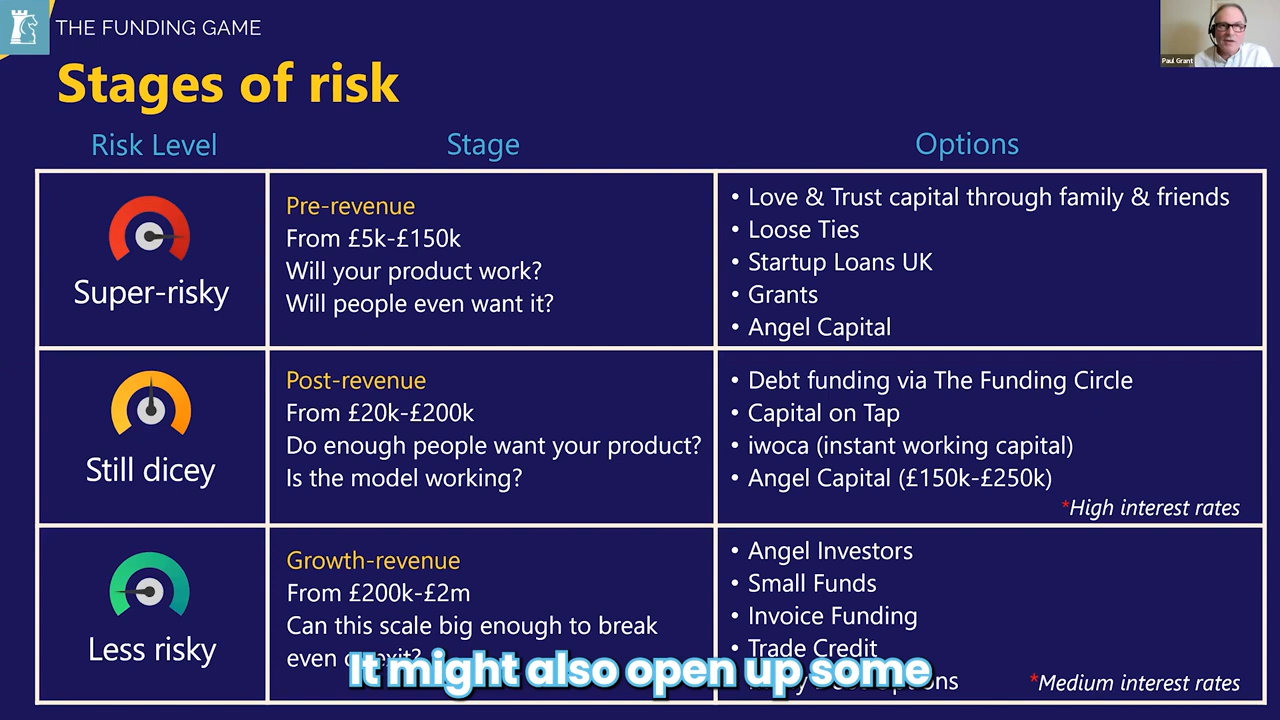 THE FUNDING GAME
Paul Grant
Stages of risk
Risk Level
Stage
Options
Super-risky
Pre-revenue
From £5k-£150k
Will your product work?
Will people even want it?
• Love & Trust capital through family & friends
• Loose Ties
• Startup Loans UK
• Grants
• Angel Capital
Still dicey
Post-revenue
From £20k-£200k
Do enough people want your product?
Is the model working?
• Debt funding via The Funding Circle
• Capital on Tap
• iwoca (instant working capital)
• Angel Capital (£150k-£250k)
*High interest rates
Less risky
Growth-revenue
From £200k-£2m
Can this scale big enough to break
even exit?
• Angel Investors
• Small Funds
• Invoice Funding
• Trade Credit
*Medium interest rates
It might also open up some